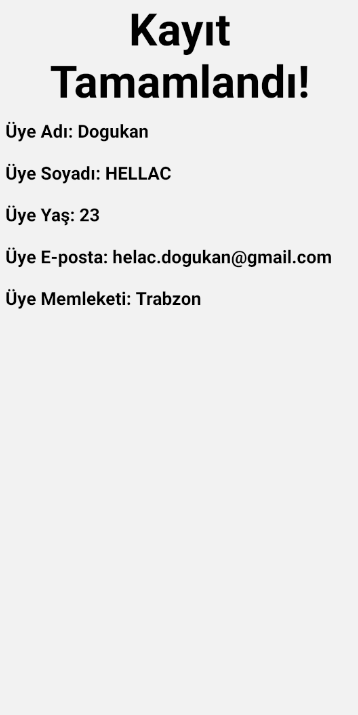 Kayıt
Tamamlandı!
Üye Adı: Dogukan
Üye Soyadı: HELLAC
Üye Yaş: 23
Üye E-posta: helac.dogukan@gmail.com
Üye Memleketi: Trabzon